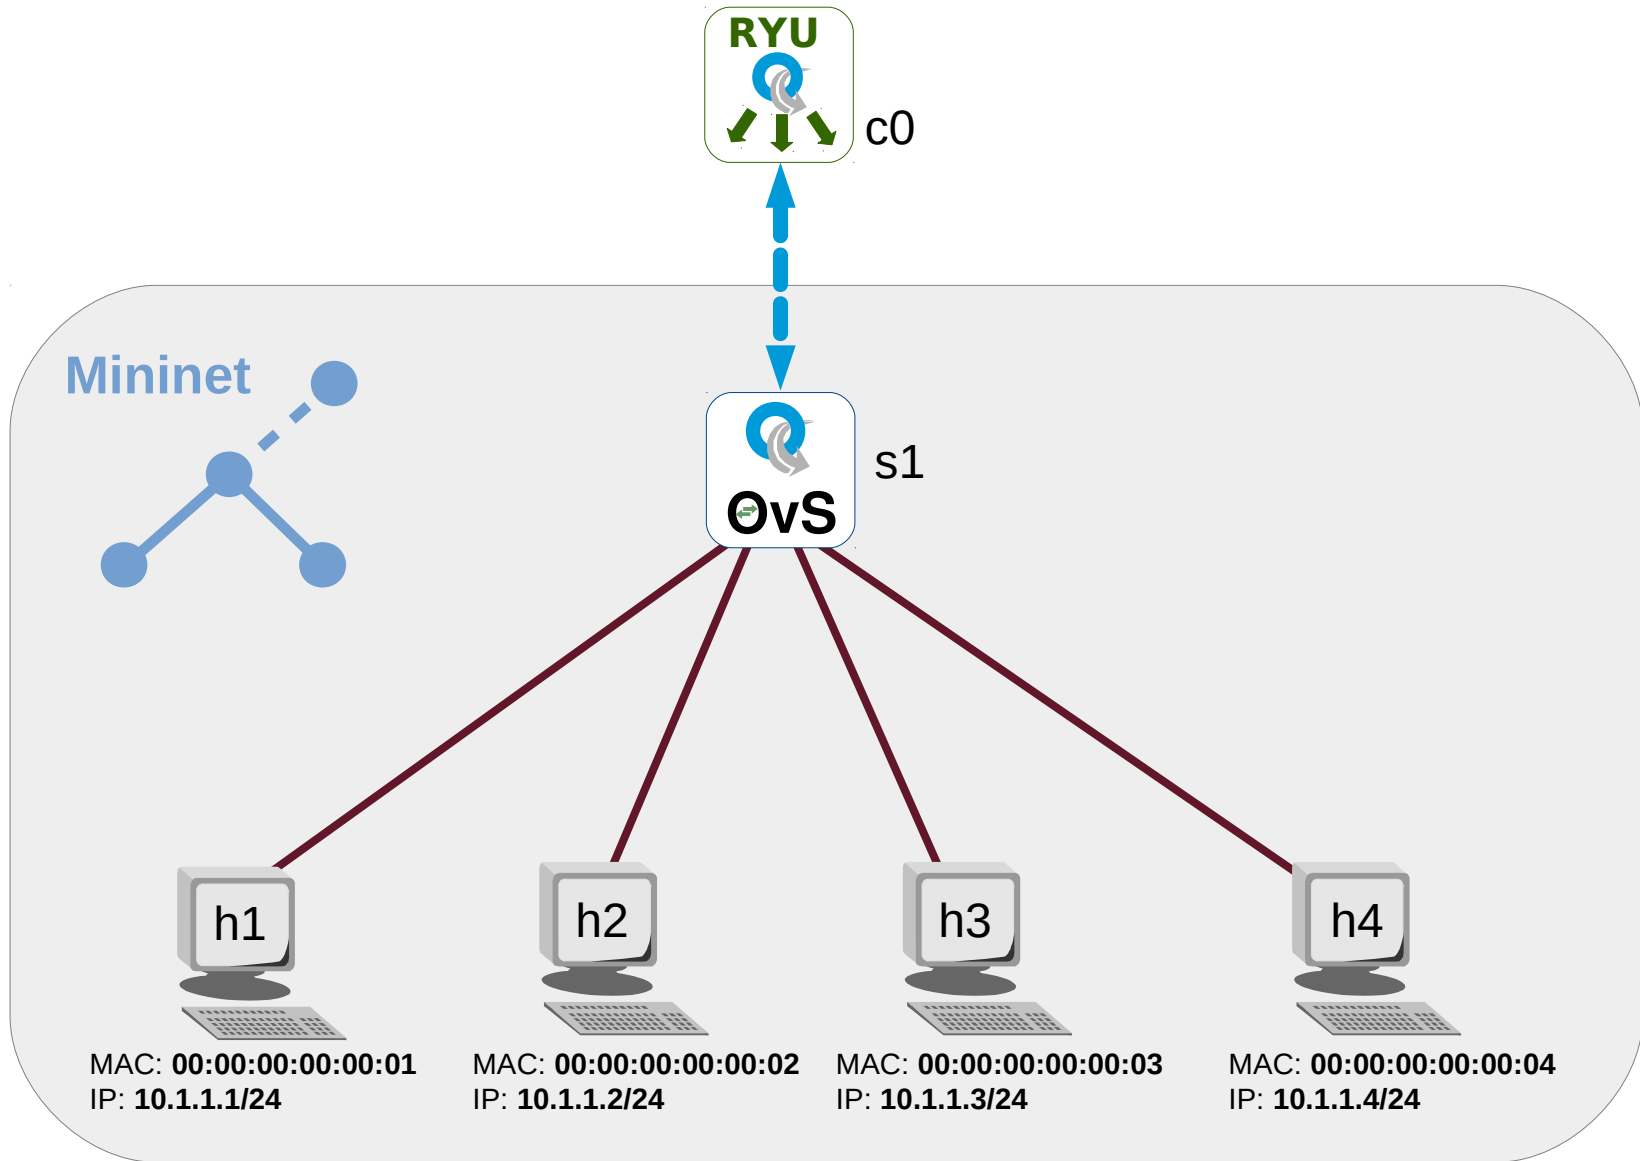 RYU
c0
Mininet
s1
OvS
h1
h2
h3
h4
MAC: 00:00:00:00:00:01
IP: 10.1.1.1/24
MAC: 00:00:00:00:00:02
IP: 10.1.1.2/24
MAC: 00:00:00:00:00:03
IP: 10.1.1.3/24
MAC: 00:00:00:00:00:04
IP: 10.1.1.4/24